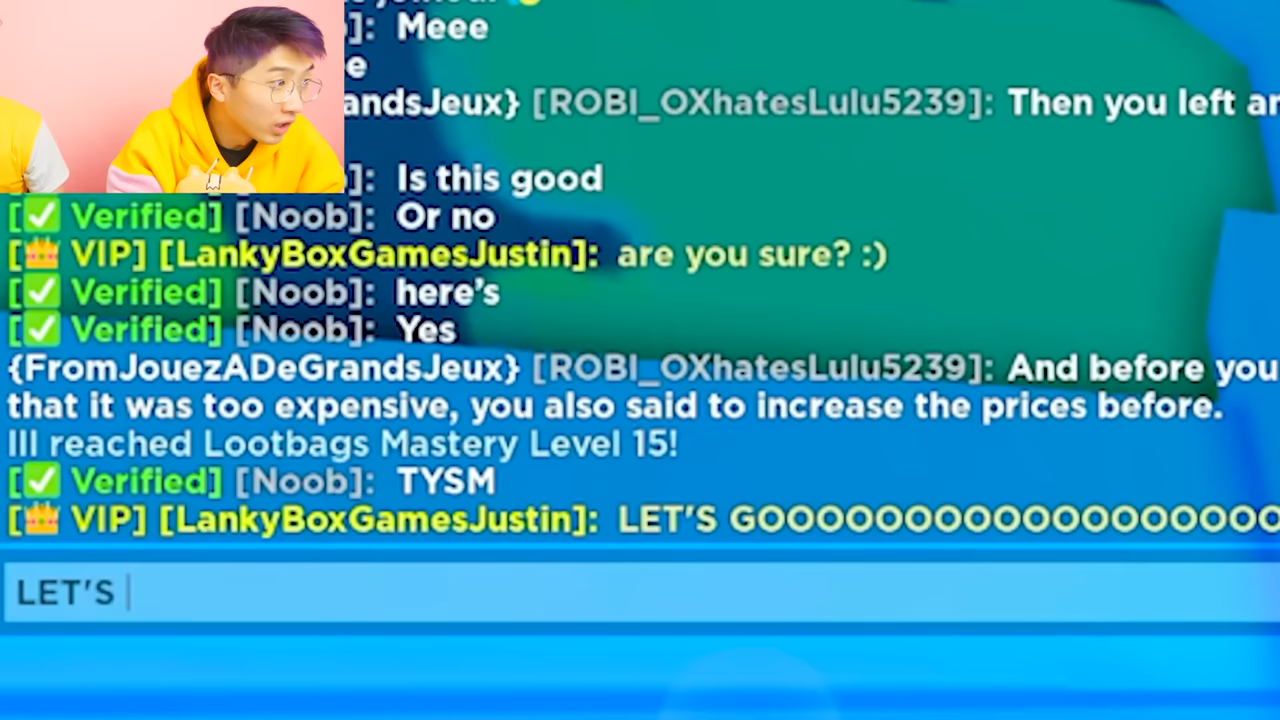 ]: Meee
e
andsJeux} [ROBI_OXhatesLulu5239]: Then you left an
]: Is this good
[✅ Verified] [Noob]: Or no
[👑 VIP] [LankyBoxGamesJustin]: are you sure? :)
[✅ Verified] [Noob]: here's
[✅ Verified] [Noob]: Yes
{FromJouezADeGrandsJeux} [ROBI_OXhatesLulu5239]: And before you
that it was too expensive, you also said to increase the prices before.
III reached Lootbags Mastery Level 15!
[✅ Verified] [Noob]: TYSM
[👑 VIP] [LankyBoxGamesJustin]: LET'S GOOOOOOOOOOOOOOOOOOO
LET'S